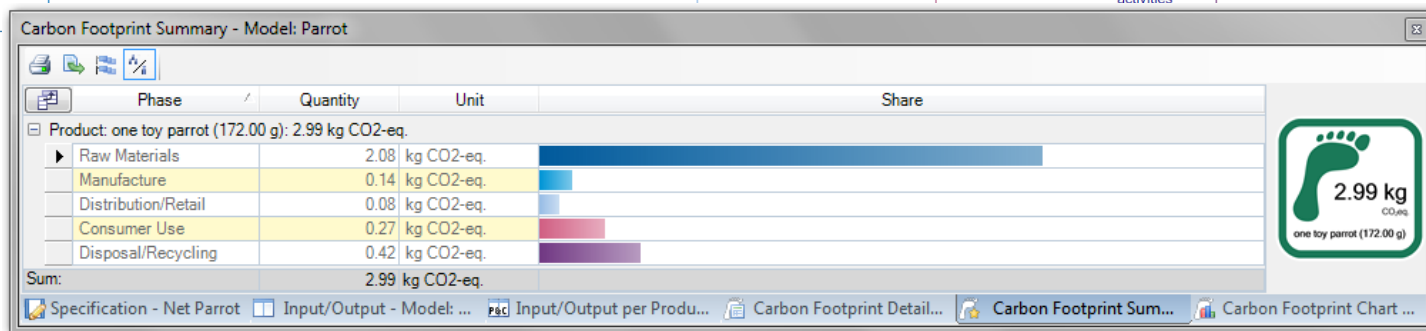 activities
Carbon Footprint Summary - Model: Parrot
Phase Quantity Unit Share
Product: one toy parrot (172.00 g): 2.99 kg CO2-eq.
Raw Materials 2.08 kg CO2-eq.
Manufacture 0.14 kg CO2-eq.
Distribution/Retail 0.08 kg CO2-eq.
Consumer Use 0.27 kg CO2-eq.
Disposal/Recycling 0.42 kg CO2-eq.
Sum: 2.99 kg CO2-eq.
2.99 kg
CO₂eq.
one toy parrot (172.00 g)
Specification - Net Parrot Input/Output - Model: ... P&C Input/Output per Produ... Carbon Footprint Detail... Carbon Footprint Sum... Carbon Footprint Chart ...